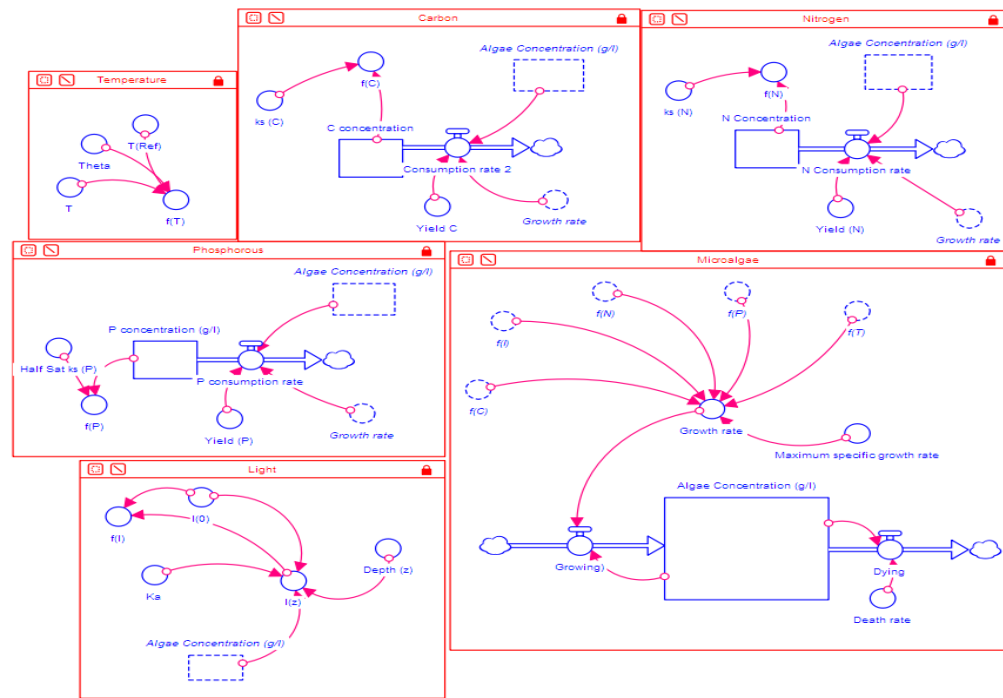 Temperature
T(Ref)
Theta
T
f(T)
Carbon
Algae Concentration (g/l)
f(C)
ks (C)
C concentration
Consumption rate 2
Yield C
Growth rate
Nitrogen
Algae Concentration (g/l)
f(N)
ks (N)
N Concentration
N Consumption rate
Yield (N)
Growth rate
Phosphorous
Algae Concentration (g/l)
P concentration (g/l)
Half Sat ks (P)
P consumption rate
f(P)
Yield (P)
Growth rate
Microalgae
f(N)
f(P)
f(I)
f(T)
f(C)
Growth rate
Maximum specific growth rate
Algae Concentration (g/l)
Growing)
Dying
Death rate
Light
I(0)
f(I)
Depth (z)
Ka
I(z)
Algae Concentration (g/l)